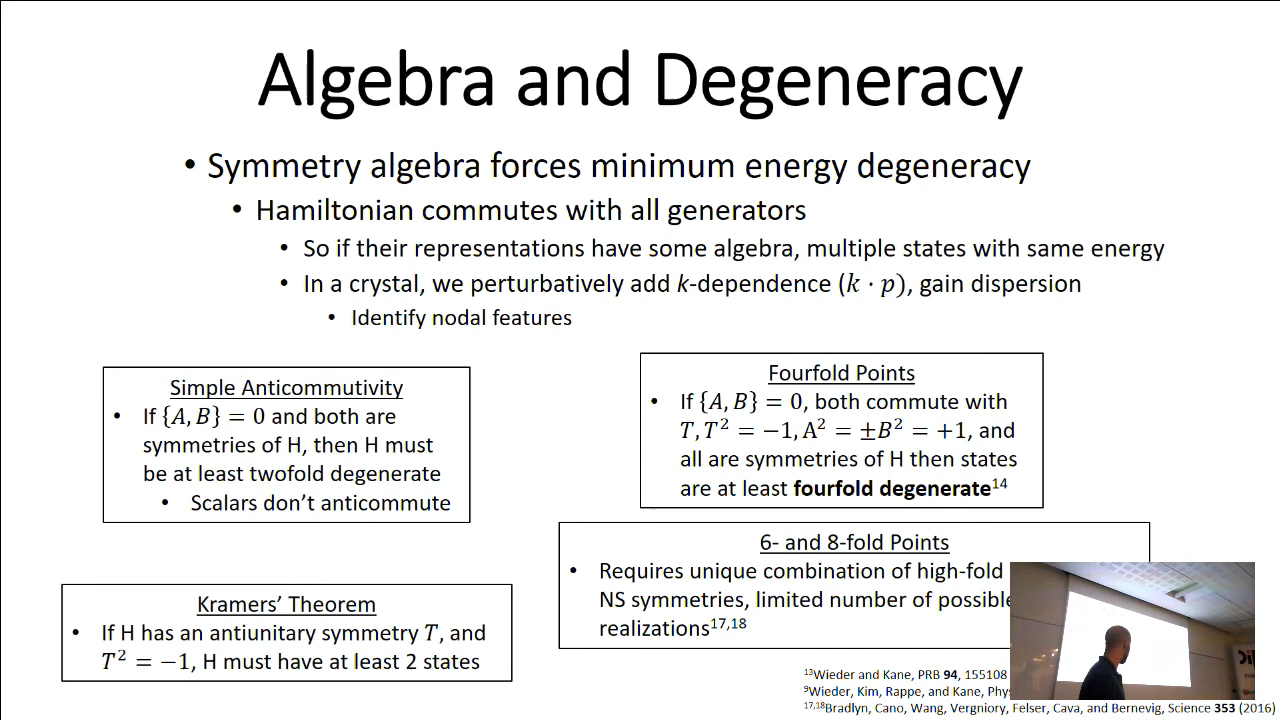 Algebra and Degeneracy
• Symmetry algebra forces minimum energy degeneracy
• Hamiltonian commutes with all generators
• So if their representations have some algebra, multiple states with same energy
• In a crystal, we perturbatively add k-dependence (k · p), gain dispersion
• Identify nodal features
Simple Anticommutivity
• If {A, B} = 0 and both are
symmetries of H, then H must
be at least twofold degenerate
• Scalars don't anticommute
Kramers' Theorem
• If H has an antiunitary symmetry T, and
T² = −1, H must have at least 2 states
Fourfold Points
• If {A, B} = 0, both commute with
T, T² = −1, A² = ±B² = +1, and
all are symmetries of H then states
are at least fourfold degenerate¹⁴
6- and 8-fold Points
• Requires unique combination of high-fold
NS symmetries, limited number of possible
realizations¹⁷,¹⁸
¹³Wieder and Kane, PRB 94, 155108
⁹Wieder, Kim, Rappe, and Kane, Phys
¹⁷,¹⁸Bradlyn, Cano, Wang, Vergniory, Felser, Cava, and Bernevig, Science 353 (2016)